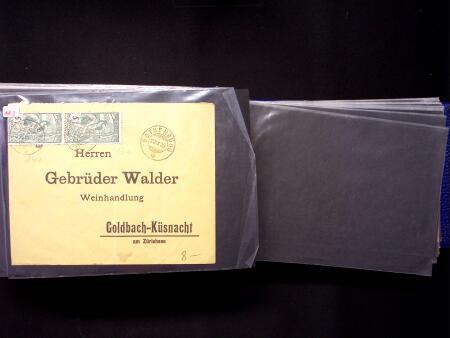 Herren
Gebrüder Walder
Weinhandlung
Goldbach-Küsnacht
am Zürichsee
8.-